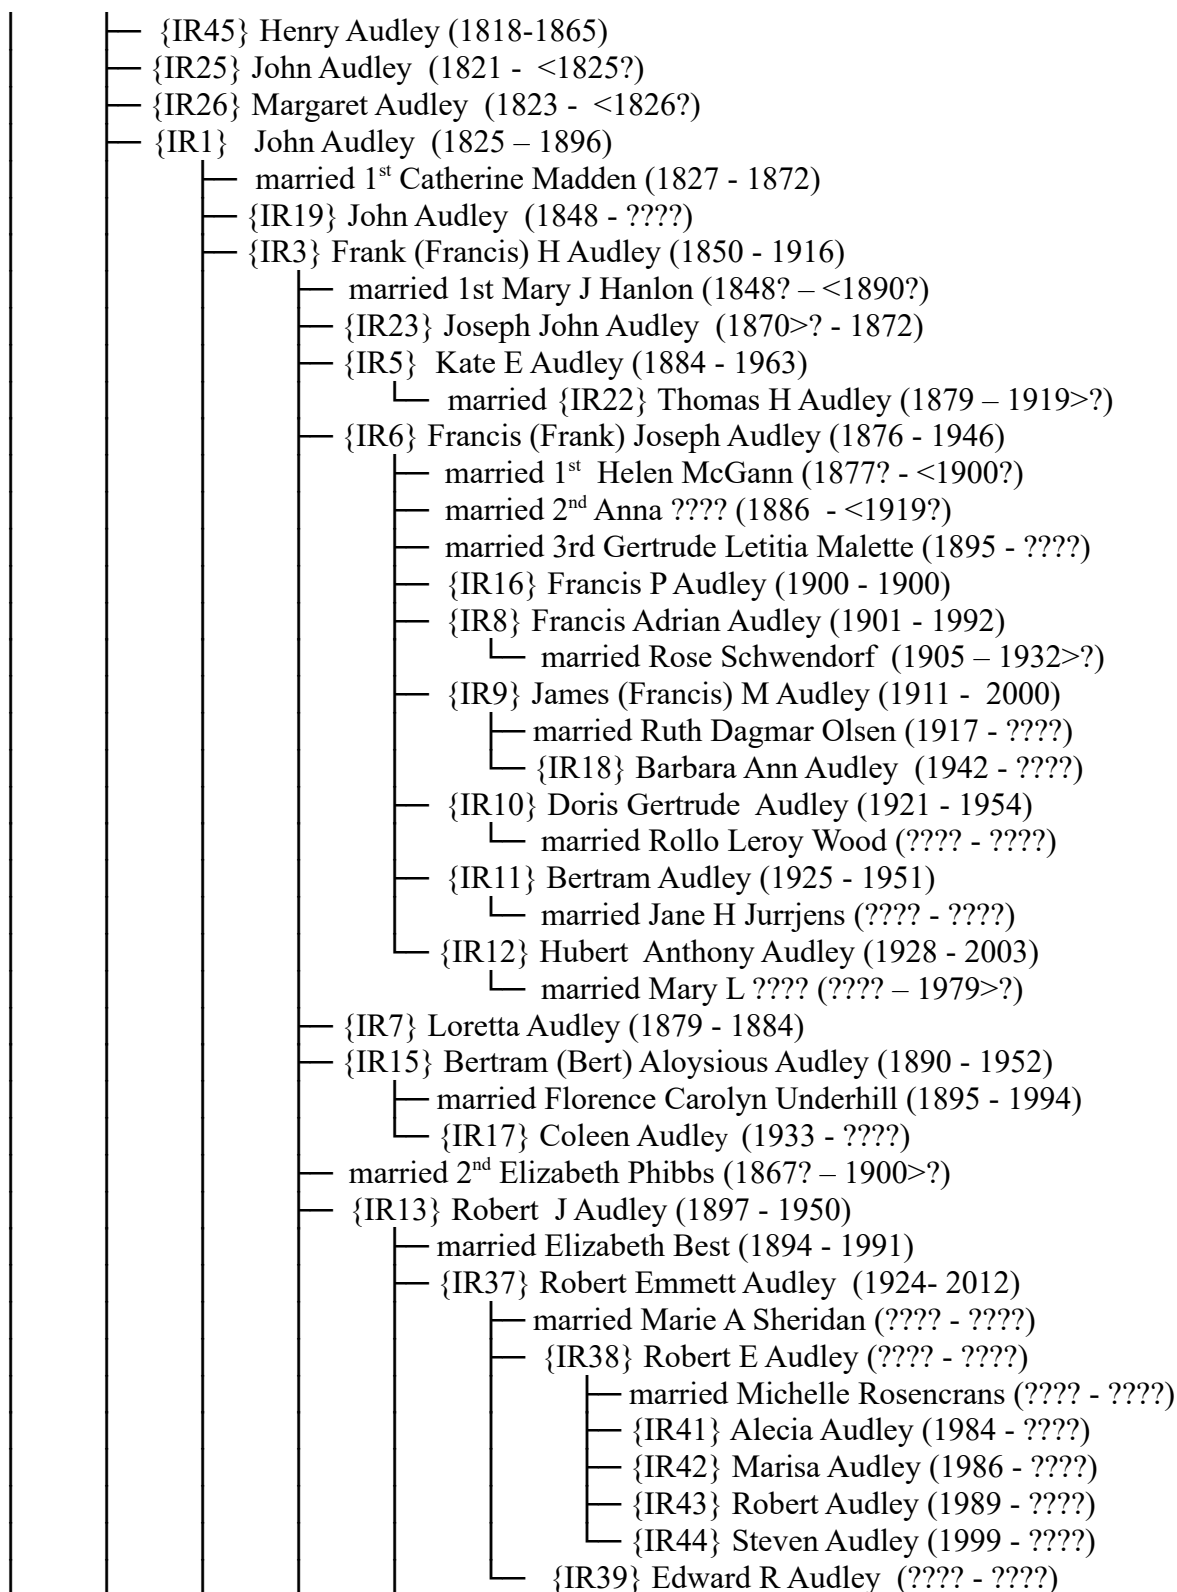 {IR45} Henry Audley (1818-1865)
{IR25} John Audley (1821 - <1825?)
{IR26} Margaret Audley (1823 - <1826?)
{IR1} John Audley (1825 – 1896)
married 1st Catherine Madden (1827 - 1872)
{IR19} John Audley (1848 - ????)
{IR3} Frank (Francis) H Audley (1850 - 1916)
married 1st Mary J Hanlon (1848? – <1890?)
{IR23} Joseph John Audley (1870>? - 1872)
{IR5} Kate E Audley (1884 - 1963)
married {IR22} Thomas H Audley (1879 – 1919>?)
{IR6} Francis (Frank) Joseph Audley (1876 - 1946)
married 1st Helen McGann (1877? - <1900?)
married 2nd Anna ???? (1886 - <1919?)
married 3rd Gertrude Letitia Malette (1895 - ????)
{IR16} Francis P Audley (1900 - 1900)
{IR8} Francis Adrian Audley (1901 - 1992)
married Rose Schwendorf (1905 – 1932>?)
{IR9} James (Francis) M Audley (1911 - 2000)
married Ruth Dagmar Olsen (1917 - ????)
{IR18} Barbara Ann Audley (1942 - ????)
{IR10} Doris Gertrude Audley (1921 - 1954)
married Rollo Leroy Wood (???? - ????)
{IR11} Bertram Audley (1925 - 1951)
married Jane H Jurrjens (???? - ????)
{IR12} Hubert Anthony Audley (1928 - 2003)
married Mary L ???? (???? – 1979>?)
{IR7} Loretta Audley (1879 - 1884)
{IR15} Bertram (Bert) Aloysious Audley (1890 - 1952)
married Florence Carolyn Underhill (1895 - 1994)
{IR17} Coleen Audley (1933 - ????)
married 2nd Elizabeth Phibbs (1867? – 1900>?)
{IR13} Robert J Audley (1897 - 1950)
married Elizabeth Best (1894 - 1991)
{IR37} Robert Emmett Audley (1924- 2012)
married Marie A Sheridan (???? - ????)
{IR38} Robert E Audley (???? - ????)
married Michelle Rosencrans (???? - ????)
{IR41} Alecia Audley (1984 - ????)
{IR42} Marisa Audley (1986 - ????)
{IR43} Robert Audley (1989 - ????)
{IR44} Steven Audley (1999 - ????)
{IR39} Edward R Audley (???? - ????)